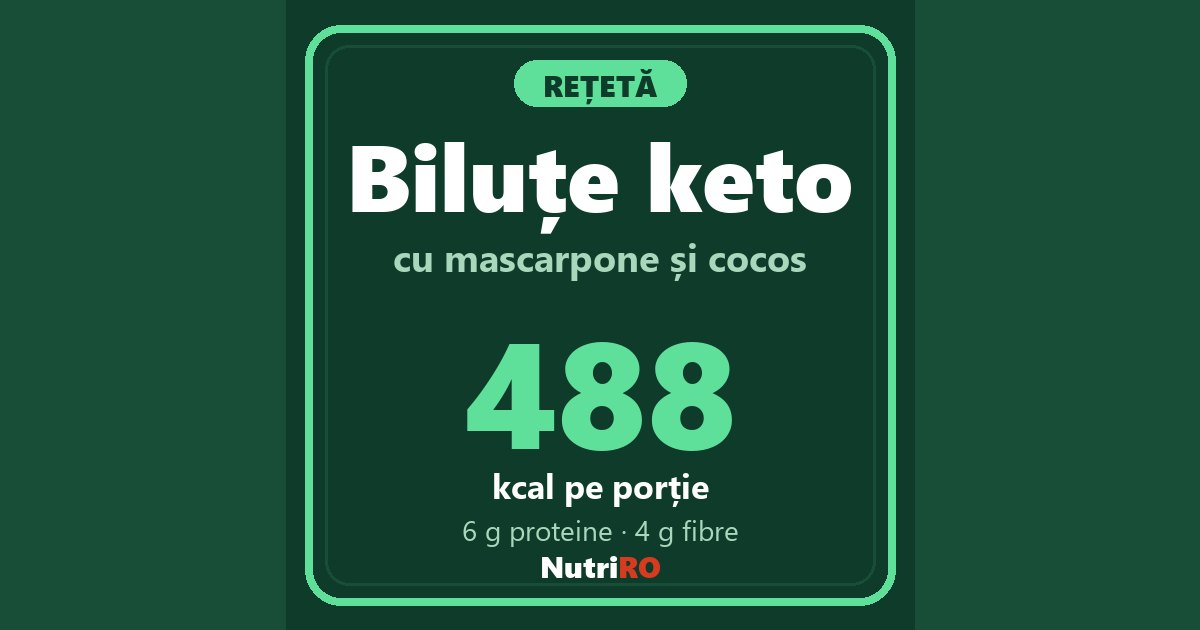 REȚETĂ
Biluțe keto
cu mascarpone și cocos
488
kcal pe porție
6 g proteine · 4 g fibre
NutriRO